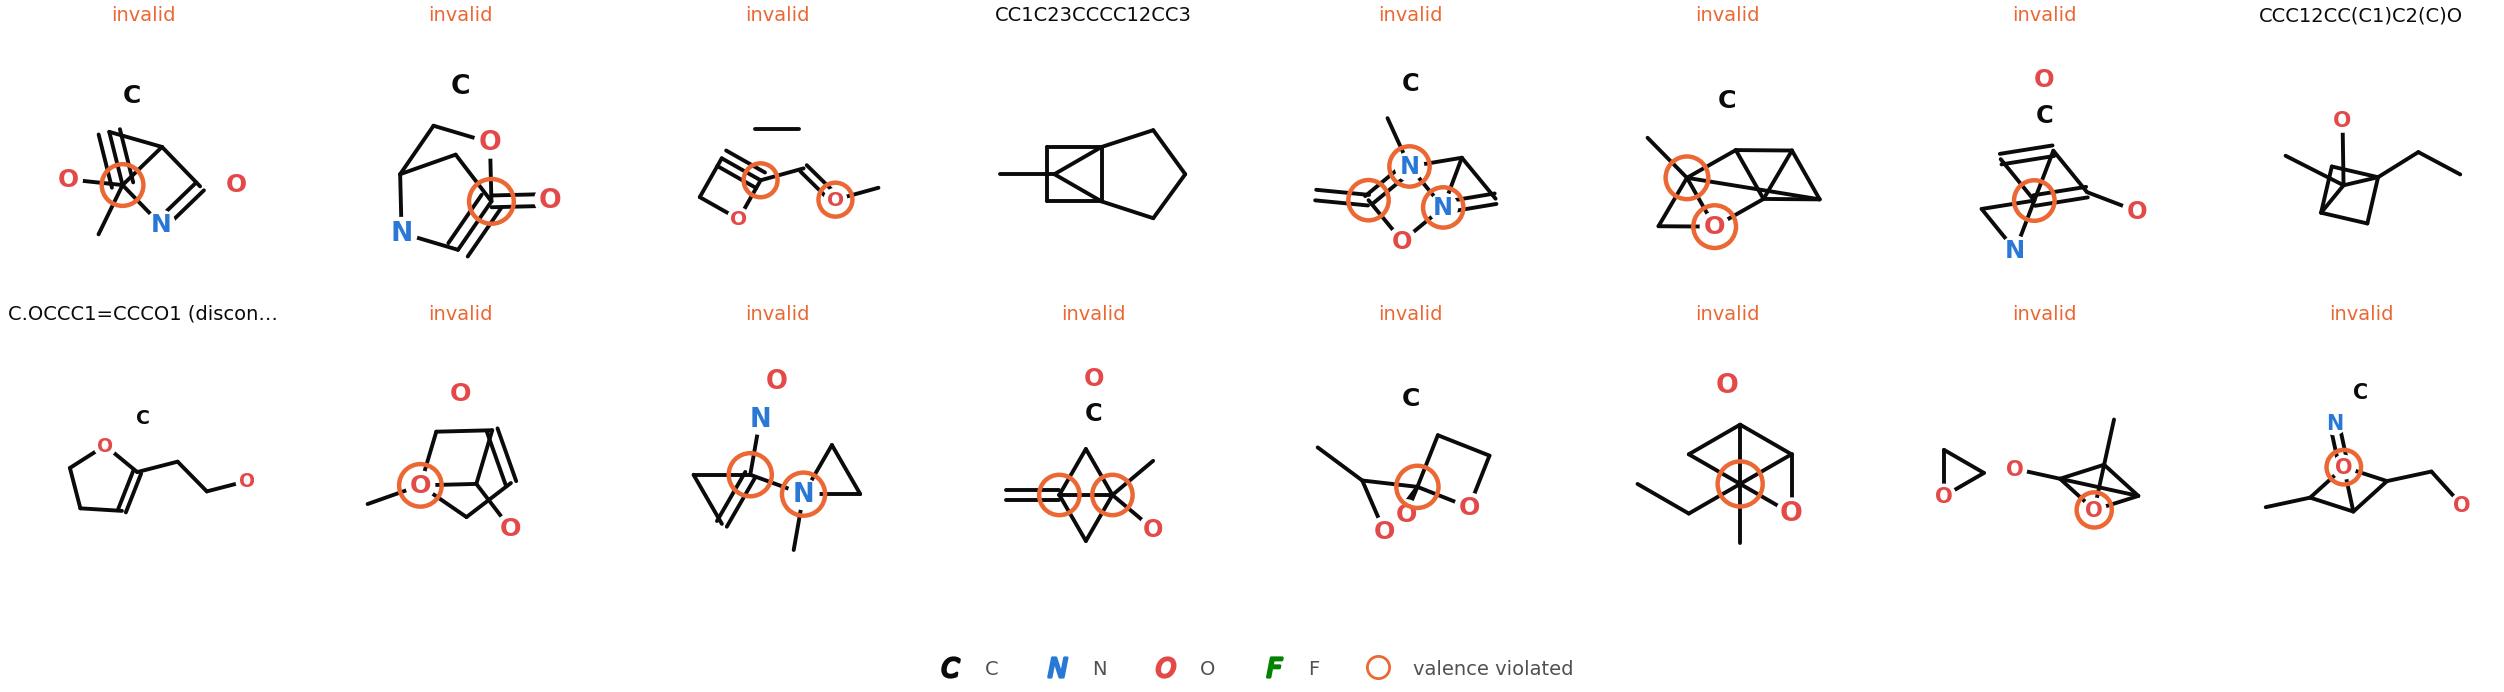 invalid invalid invalid CC1C23CCCC12CC3 invalid invalid invalid CCC12CC(C1)C2(C)O
C C O C C C O C O
O N O O N O O N N O O C N O
C.OCCC1=CCCO1 (discon… invalid invalid invalid invalid invalid invalid invalid
C O O O O C C O C
O O O O N N O O O O O O O O N O O
C C N N O O F F valence violated